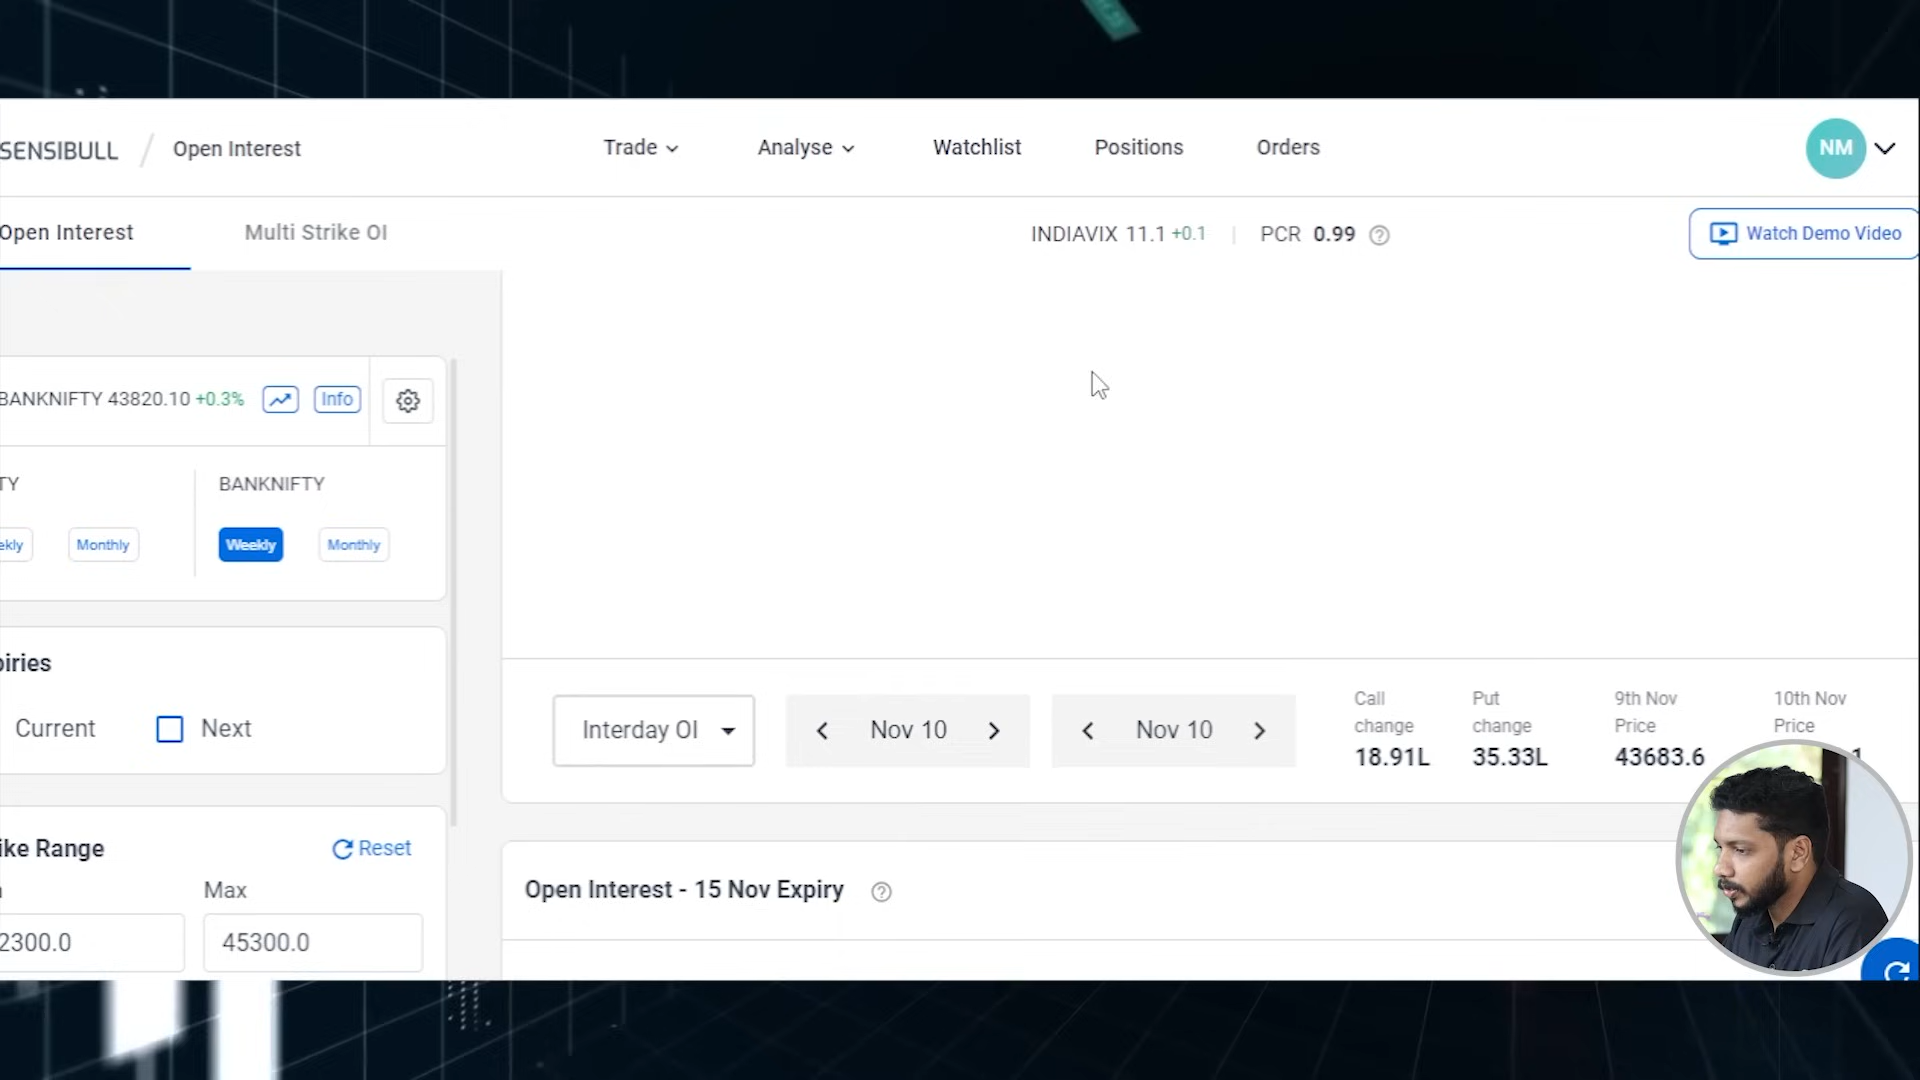 SENSIBULL / Open Interest
Trade
Analyse
Watchlist
Positions
Orders
NM
Open Interest
Multi Strike OI
INDIAVIX 11.1 +0.1
PCR 0.99
Watch Demo Video
BANKNIFTY 43820.10 +0.3%
Info
TY
BANKNIFTY
ekly
Monthly
Weekly
Monthly
piries
Current
Next
Interday OI
Nov 10
Nov 10
Call change
18.91L
Put change
35.33L
9th Nov Price
43683.6
10th Nov Price
1
ike Range
Reset
Max
2300.0
45300.0
Open Interest - 15 Nov Expiry